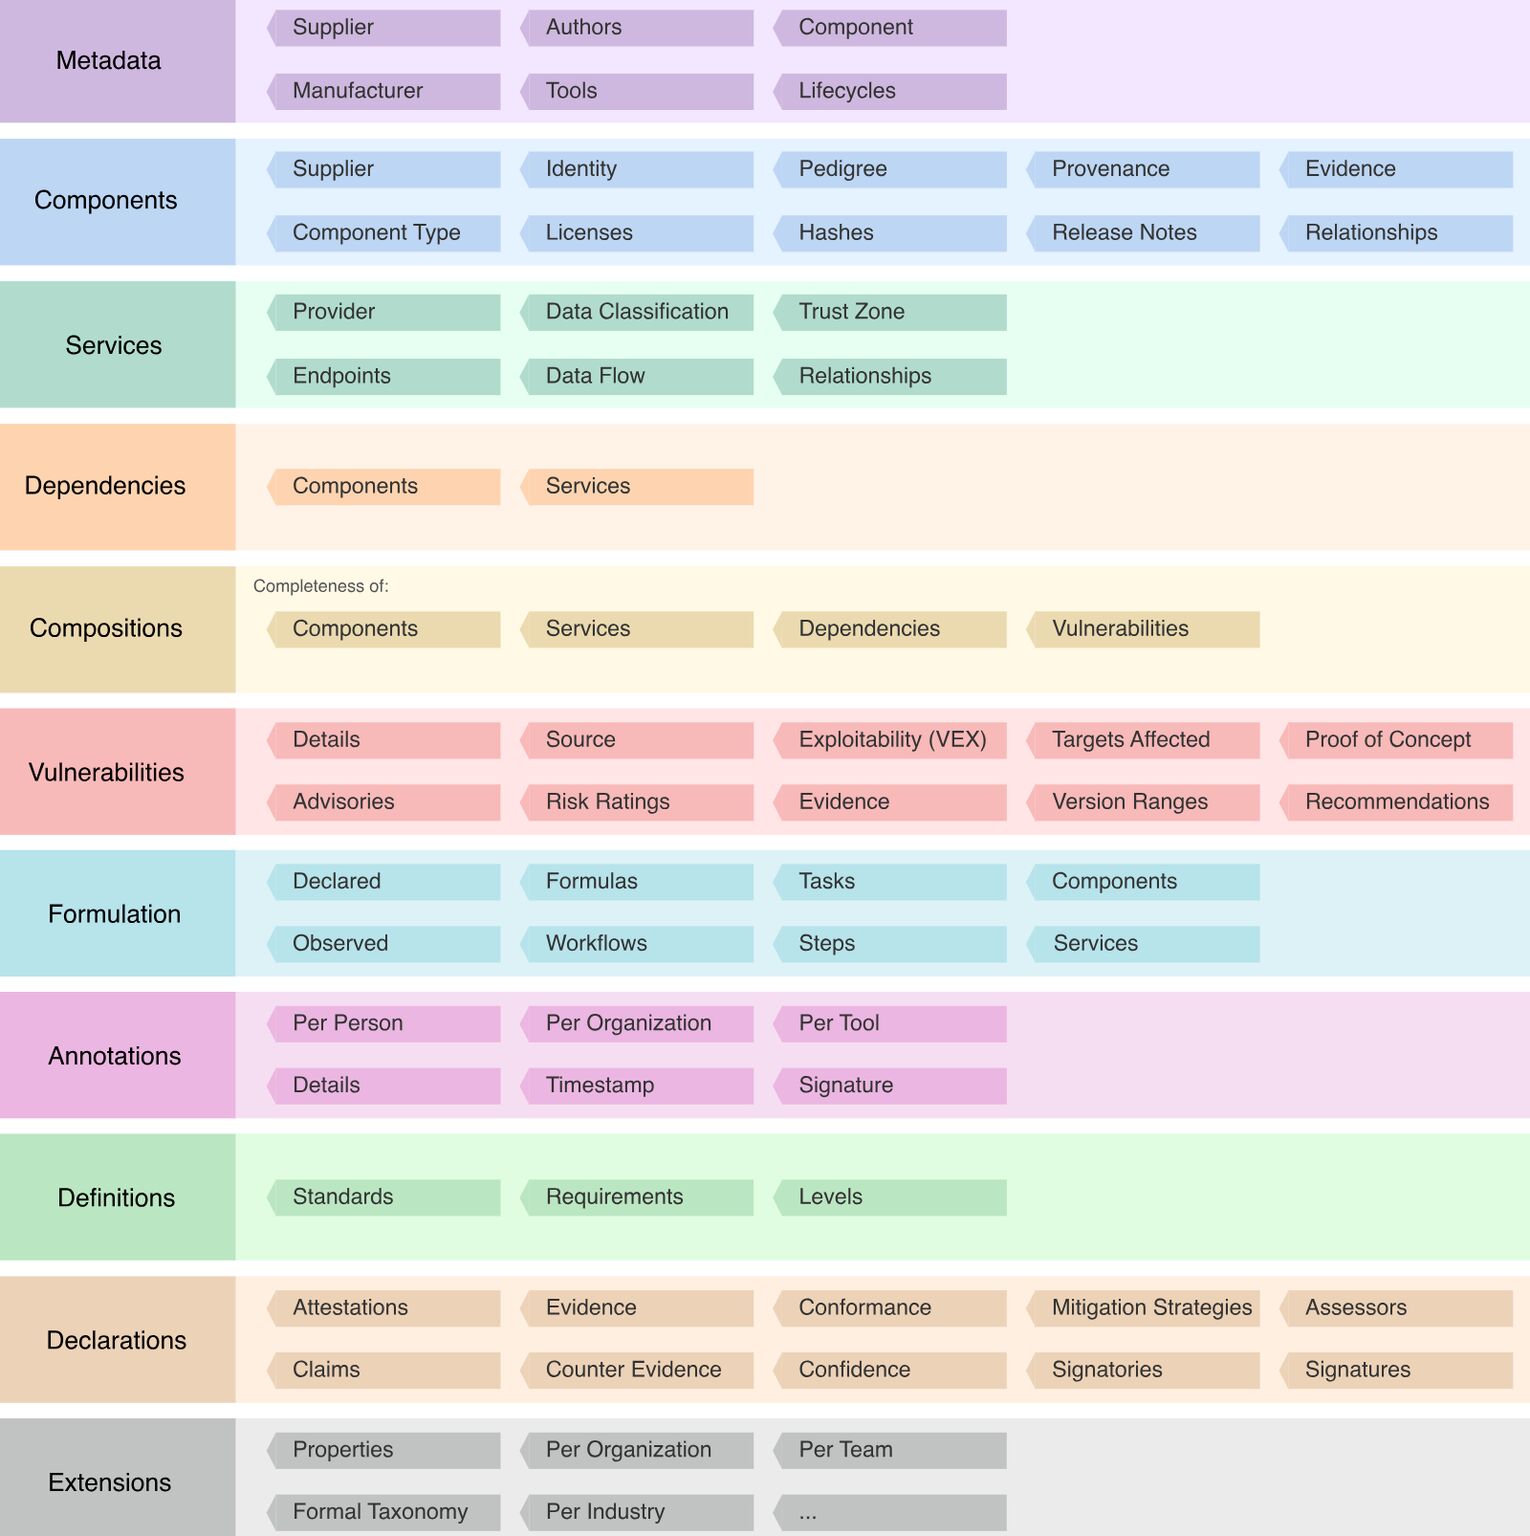 Metadata
Supplier Authors Component
Manufacturer Tools Lifecycles
Components
Supplier Identity Pedigree Provenance Evidence
Component Type Licenses Hashes Release Notes Relationships
Services
Provider Data Classification Trust Zone
Endpoints Data Flow Relationships
Dependencies
Components Services
Compositions
Completeness of:
Components Services Dependencies Vulnerabilities
Vulnerabilities
Details Source Exploitability (VEX) Targets Affected Proof of Concept
Advisories Risk Ratings Evidence Version Ranges Recommendations
Formulation
Declared Formulas Tasks Components
Observed Workflows Steps Services
Annotations
Per Person Per Organization Per Tool
Details Timestamp Signature
Definitions
Standards Requirements Levels
Declarations
Attestations Evidence Conformance Mitigation Strategies Assessors
Claims Counter Evidence Confidence Signatories Signatures
Extensions
Properties Per Organization Per Team
Formal Taxonomy Per Industry ...